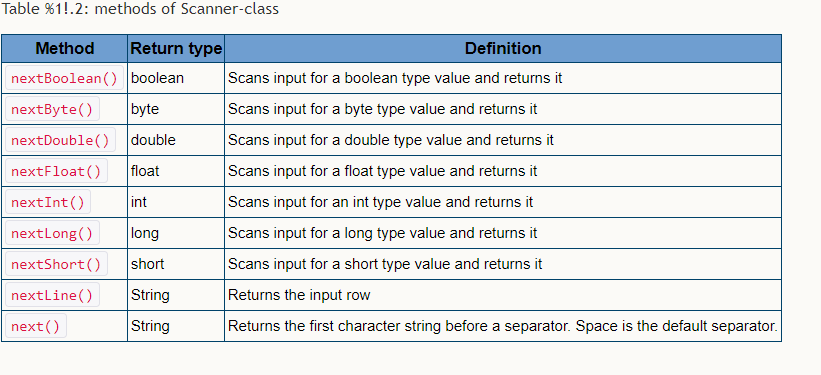 Table %1!.2: methods of Scanner-class
Method Return type Definition
nextBoolean() boolean Scans input for a boolean type value and returns it
nextByte() byte Scans input for a byte type value and returns it
nextDouble() double Scans input for a double type value and returns it
nextFloat() float Scans input for a float type value and returns it
nextInt() int Scans input for an int type value and returns it
nextLong() long Scans input for a long type value and returns it
nextShort() short Scans input for a short type value and returns it
nextLine() String Returns the input row
next() String Returns the first character string before a separator. Space is the default separator.